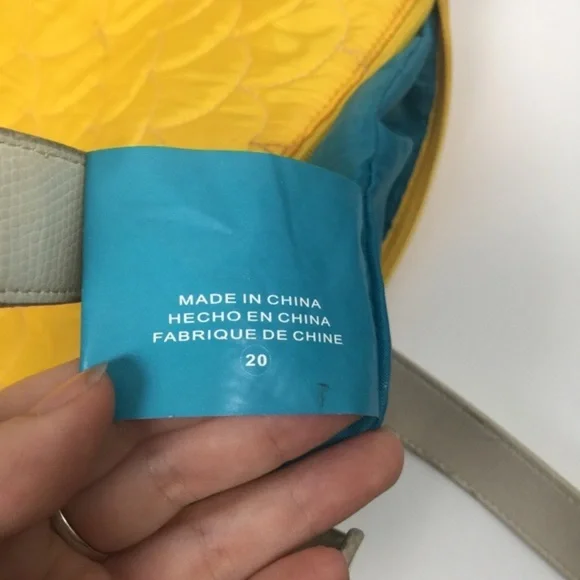 MADE IN CHINA
HECHO EN CHINA
FABRIQUE DE CHINE
20